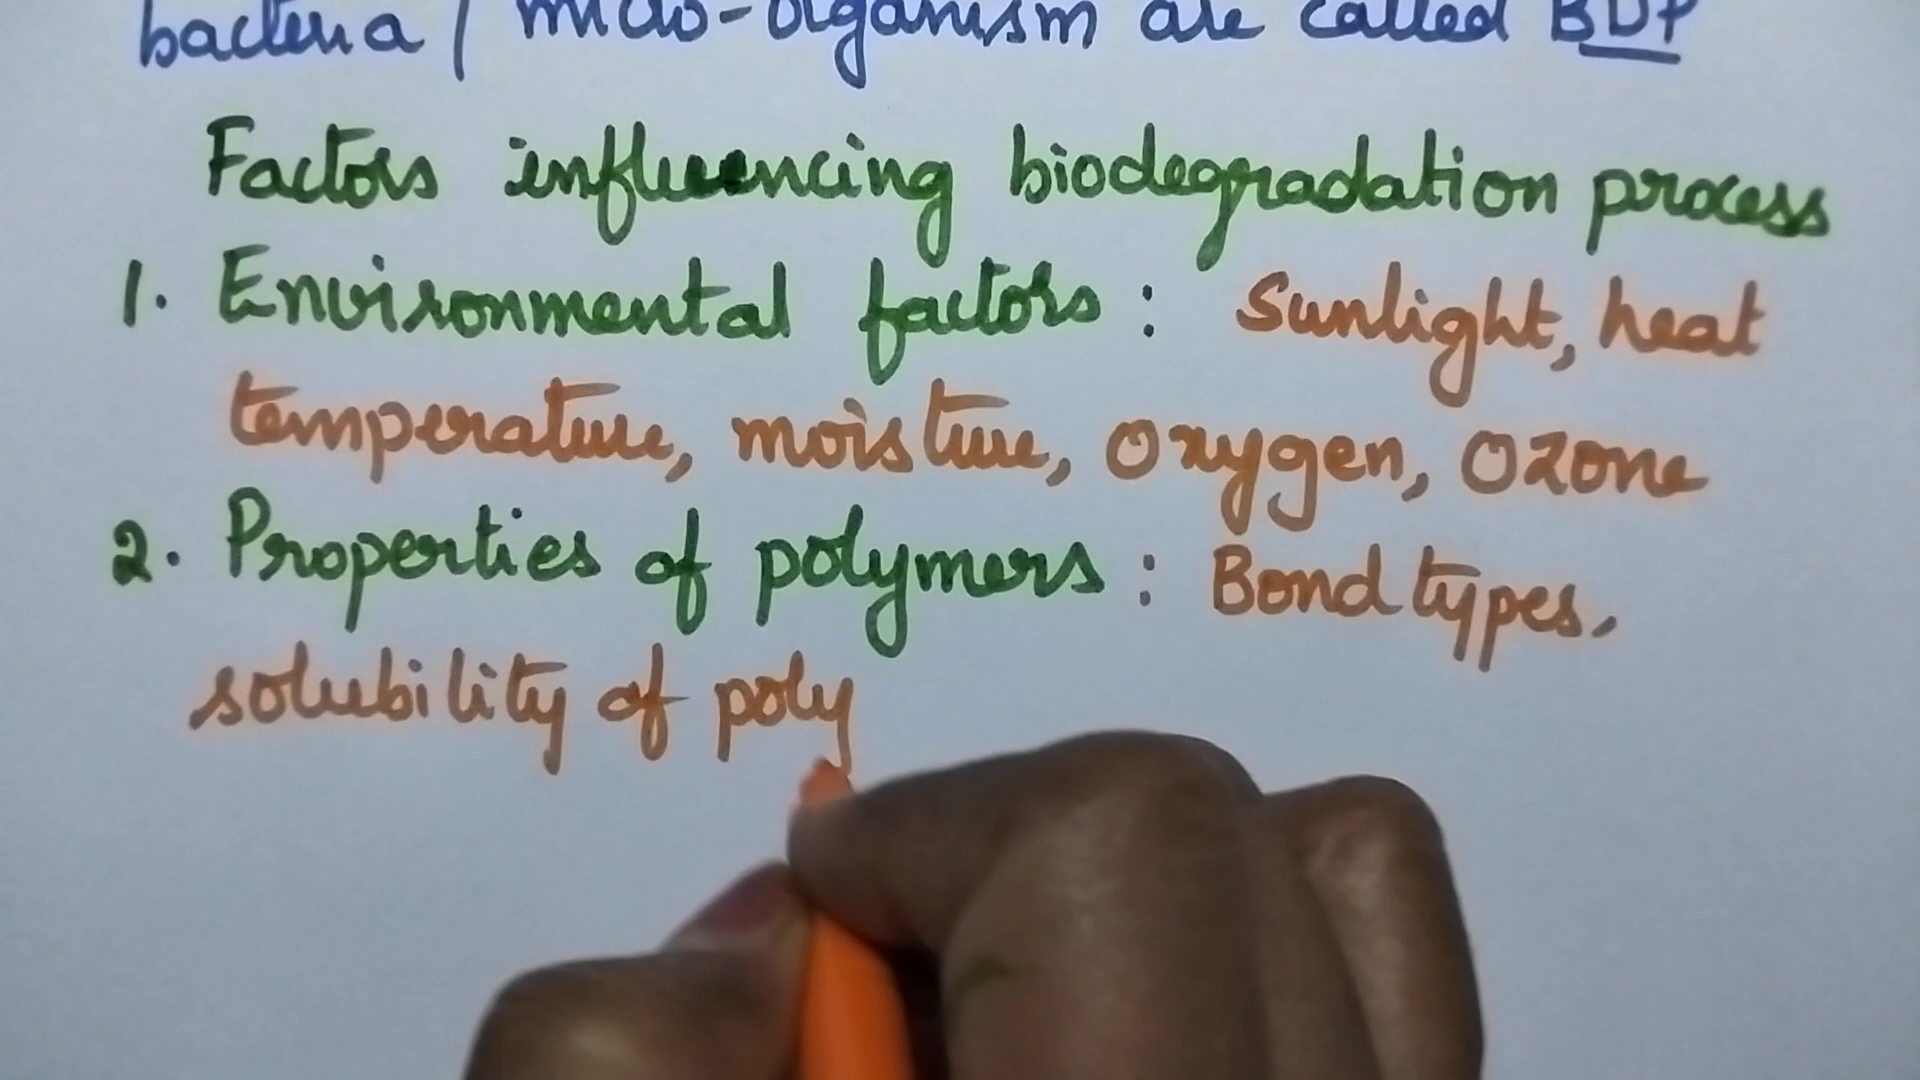 bacteria / micro-organism are called BDP
Factors influencing biodegradation process
1. Environmental factors : Sunlight, heat
temperature, moisture, Oxygen, Ozone
2. Properties of polymers : Bond types,
solubility of poly